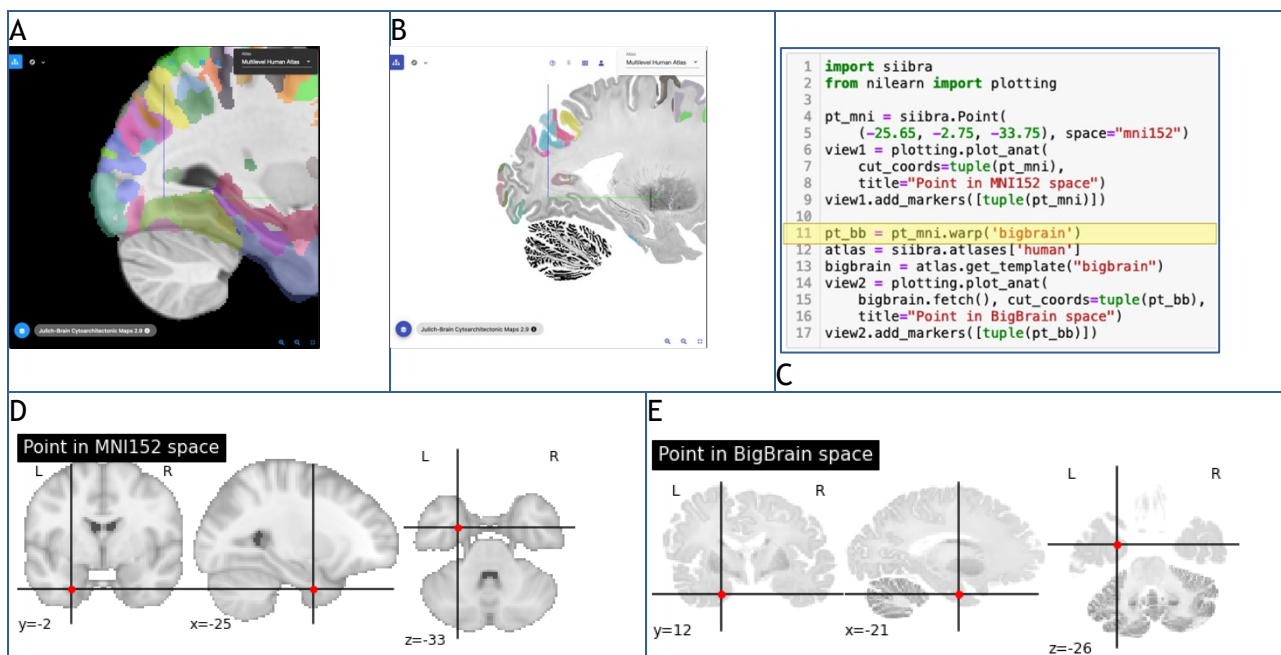 A
Atlas
Multilevel Human Atlas
Julich-Brain Cytoarchitectonic Maps 2.9
B
Atlas
Multilevel Human Atlas
Julich-Brain Cytoarchitectonic Maps 2.9
1 import siibra
2 from nilearn import plotting
3
4 pt_mni = siibra.Point(
5 (-25.65, -2.75, -33.75), space="mni152")
6 view1 = plotting.plot_anat(
7 cut_coords=tuple(pt_mni),
8 title="Point in MNI152 space")
9 view1.add_markers([tuple(pt_mni)])
10
11 pt_bb = pt_mni.warp('bigbrain')
12 atlas = siibra.atlases['human']
13 bigbrain = atlas.get_template("bigbrain")
14 view2 = plotting.plot_anat(
15 bigbrain.fetch(), cut_coords=tuple(pt_bb),
16 title="Point in BigBrain space")
17 view2.add_markers([tuple(pt_bb)])
C
D
Point in MNI152 space
L R
L R
y=-2
x=-25
z=-33
E
Point in BigBrain space
L R
L R
y=12
x=-21
z=-26